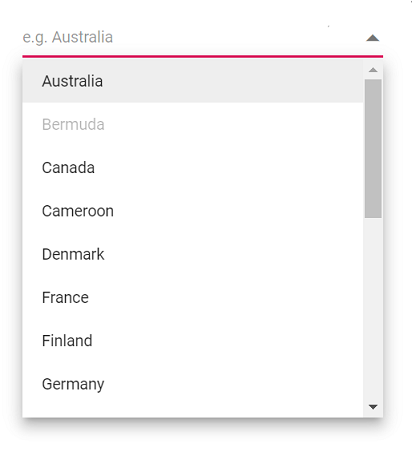 e.g. Australia
Australia
Bermuda
Canada
Cameroon
Denmark
France
Finland
Germany